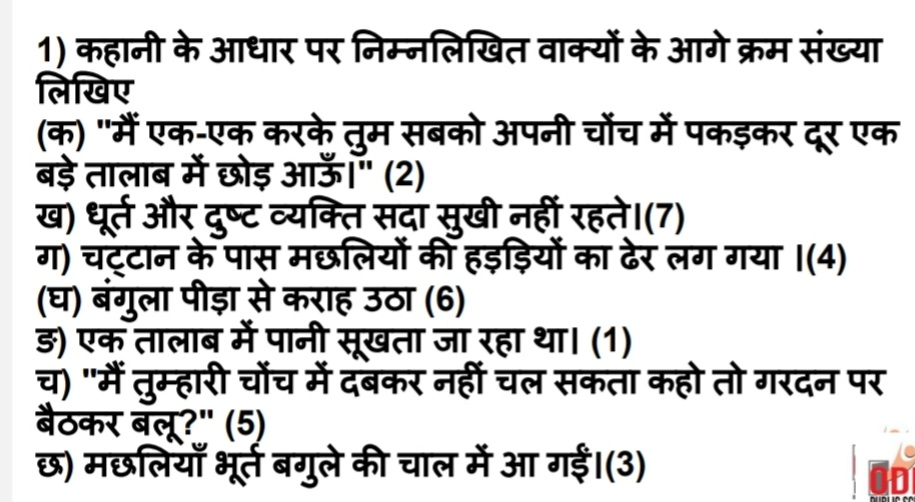 1) कहानी के आधार पर निम्नलिखित वाक्यों के आगे क्रम संख्या
लिखिए
(क) "मैं एक-एक करके तुम सबको अपनी चोंच में पकड़कर दूर एक
बड़े तालाब में छोड़ आऊँ।" (2)
ख) धूर्त और दुष्ट व्यक्ति सदा सुखी नहीं रहते।(7)
ग) चट्टान के पास मछलियों की हड्डियों का ढेर लग गया ।(4)
(घ) बंगुला पीड़ा से कराह उठा (6)
ङ) एक तालाब में पानी सूखता जा रहा था। (1)
च) "मैं तुम्हारी चोंच में दबकर नहीं चल सकता कहो तो गरदन पर
बैठकर बलू?" (5)
छ) मछलियाँ भूर्त बगुले की चाल में आ गईं।(3)
OD